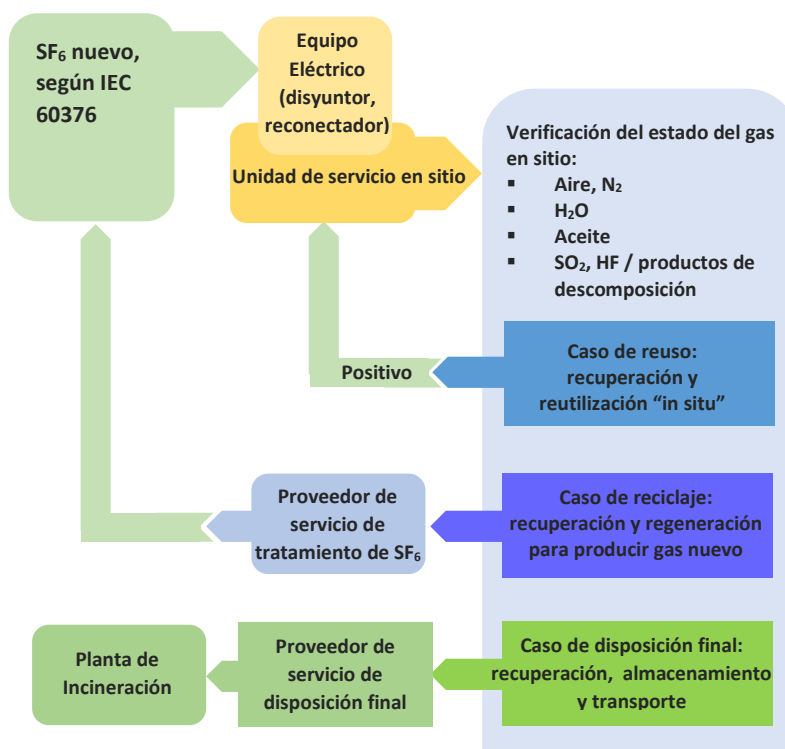 SF₆ nuevo,
según IEC
60376
Equipo
Eléctrico
(disyuntor,
reconectador)
Unidad de servicio en sitio
Verificación del estado del gas
en sitio:
▪ Aire, N₂
▪ H₂O
▪ Aceite
▪ SO₂, HF / productos de
descomposición
Positivo
Caso de reuso:
recuperación y
reutilización “in situ”
Proveedor de
servicio de
tratamiento de SF₆
Caso de reciclaje:
recuperación y regeneración
para producir gas nuevo
Planta de
Incineración
Proveedor de
servicio de
disposición final
Caso de disposición final:
recuperación, almacenamiento
y transporte